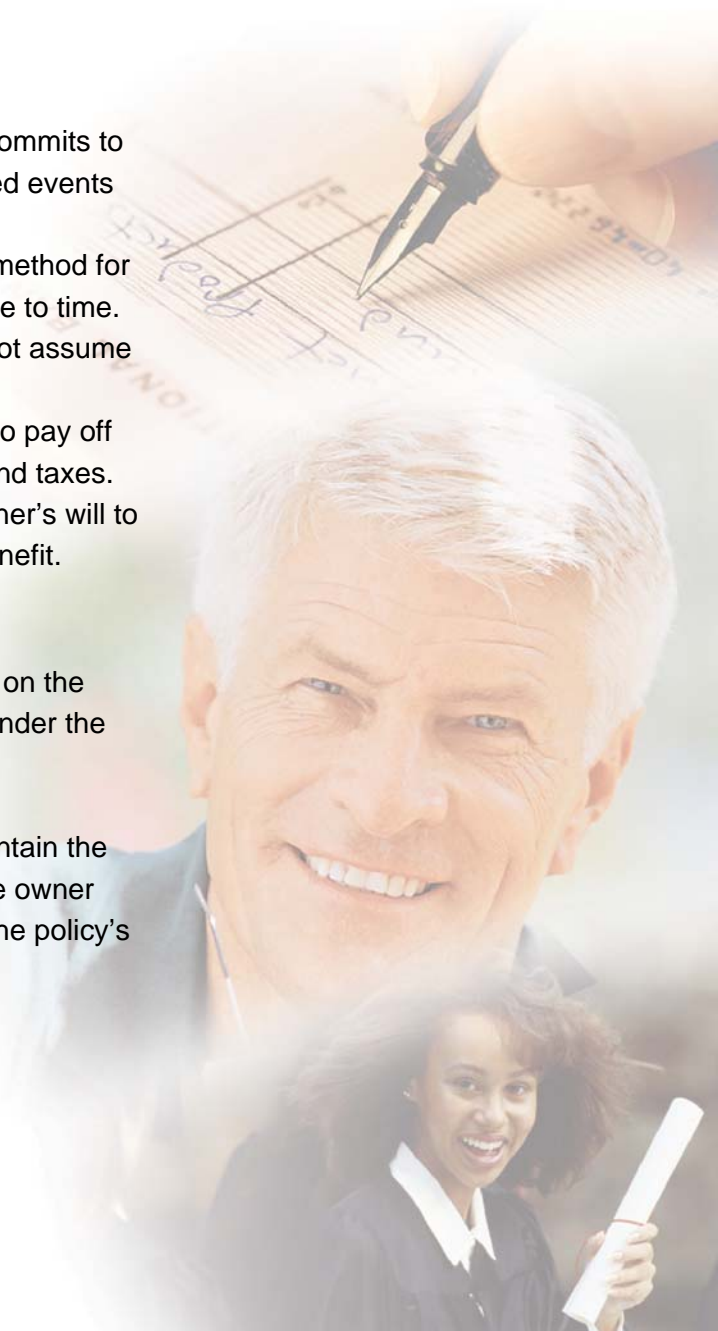 ommits to
ed events
method for
e to time.
ot assume
o pay off
nd taxes.
ner's will to
nefit.
on the
nder the
ntain the
e owner
he policy's
Product